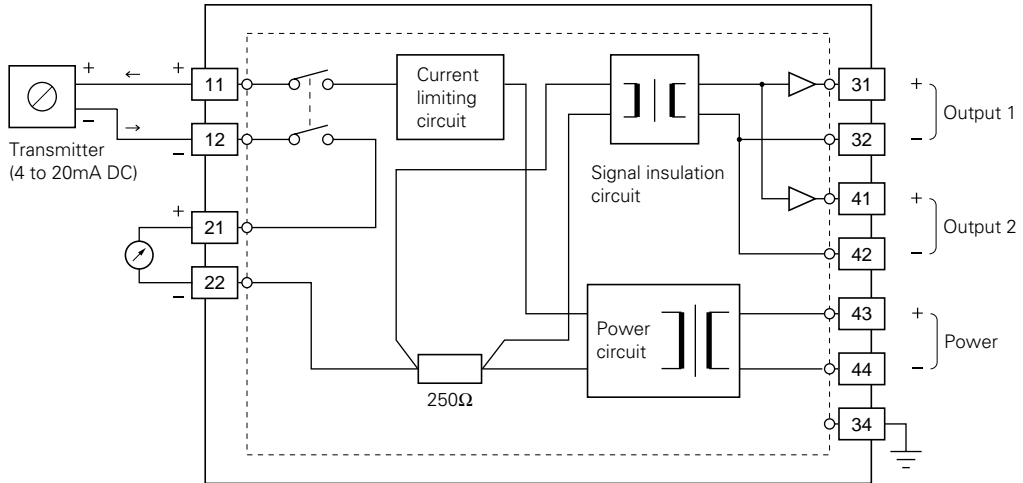 + ← + 11
− → − 12
Transmitter
(4 to 20mA DC)
+ 21
− 22
Current
limiting
circuit
Signal insulation
circuit
250Ω
Power
circuit
31 +
Output 1
32 −
41 +
Output 2
42 −
43 +
Power
44 −
34